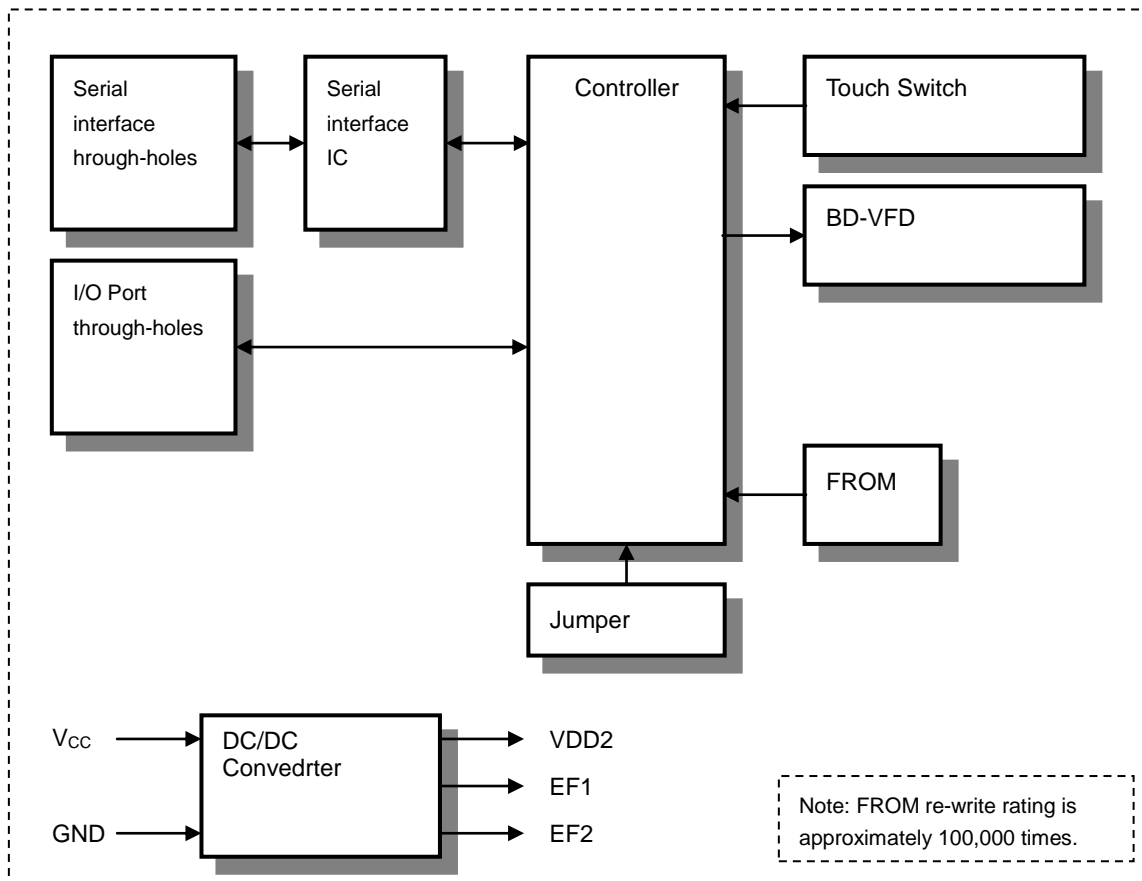 Serial
interface
hrough-holes
Serial
interface
IC
Controller
Touch Switch
BD-VFD
I/O Port
through-holes
FROM
Jumper
VCC
GND
DC/DC
Convedrter
VDD2
EF1
EF2
Note: FROM re-write rating is
approximately 100,000 times.